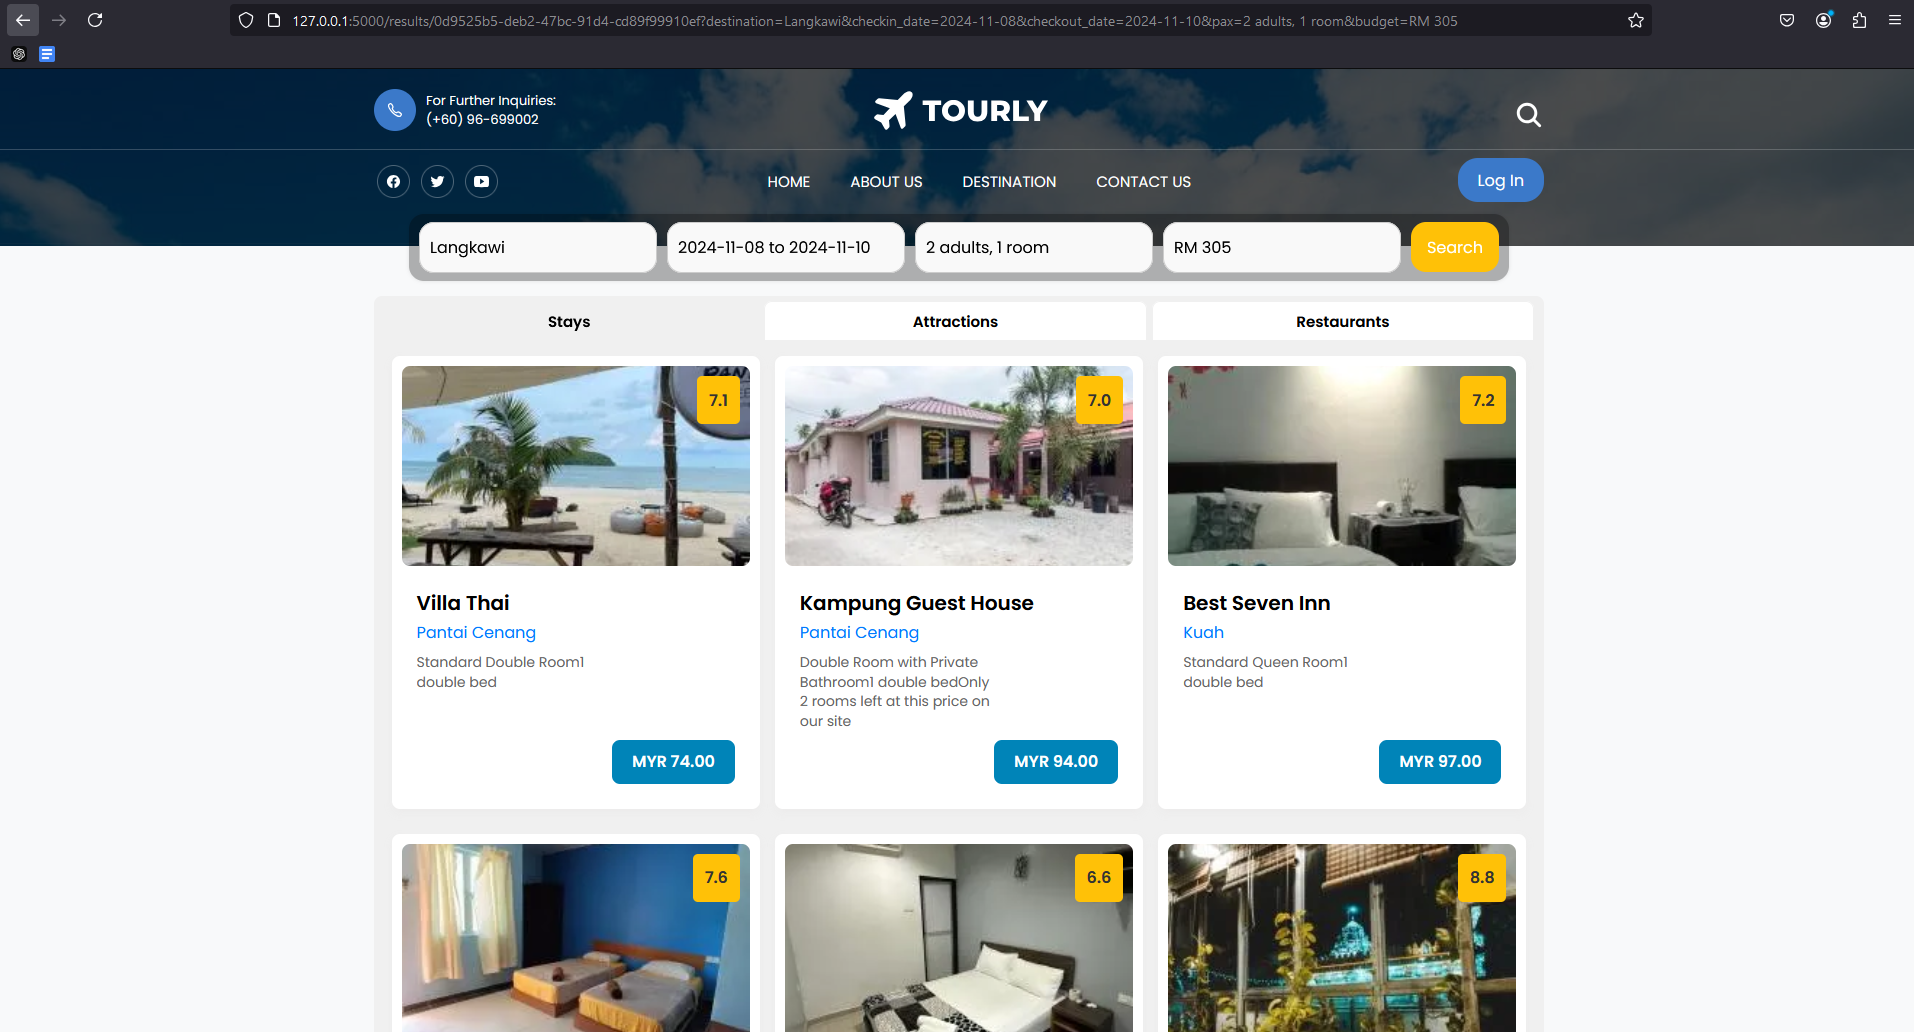 127.0.0.1:5000/results/0d9525b5-deb2-47bc-91d4-cd89f99910ef?destination=Langkawi&checkin_date=2024-11-08&checkout_date=2024-11-10&pax=2 adults, 1 room&budget=RM 305
For Further Inquiries:
(+60) 96-699002
TOURLY
HOME ABOUT US DESTINATION CONTACT US
Log In
Langkawi
2024-11-08 to 2024-11-10
2 adults, 1 room
RM 305
Search
Stays
Attractions
Restaurants
7.1
Villa Thai
Pantai Cenang
Standard Double Room1
double bed
MYR 74.00
7.0
Kampung Guest House
Pantai Cenang
Double Room with Private
Bathroom1 double bedOnly
2 rooms left at this price on
our site
MYR 94.00
7.2
Best Seven Inn
Kuah
Standard Queen Room1
double bed
MYR 97.00
7.6
6.6
8.8